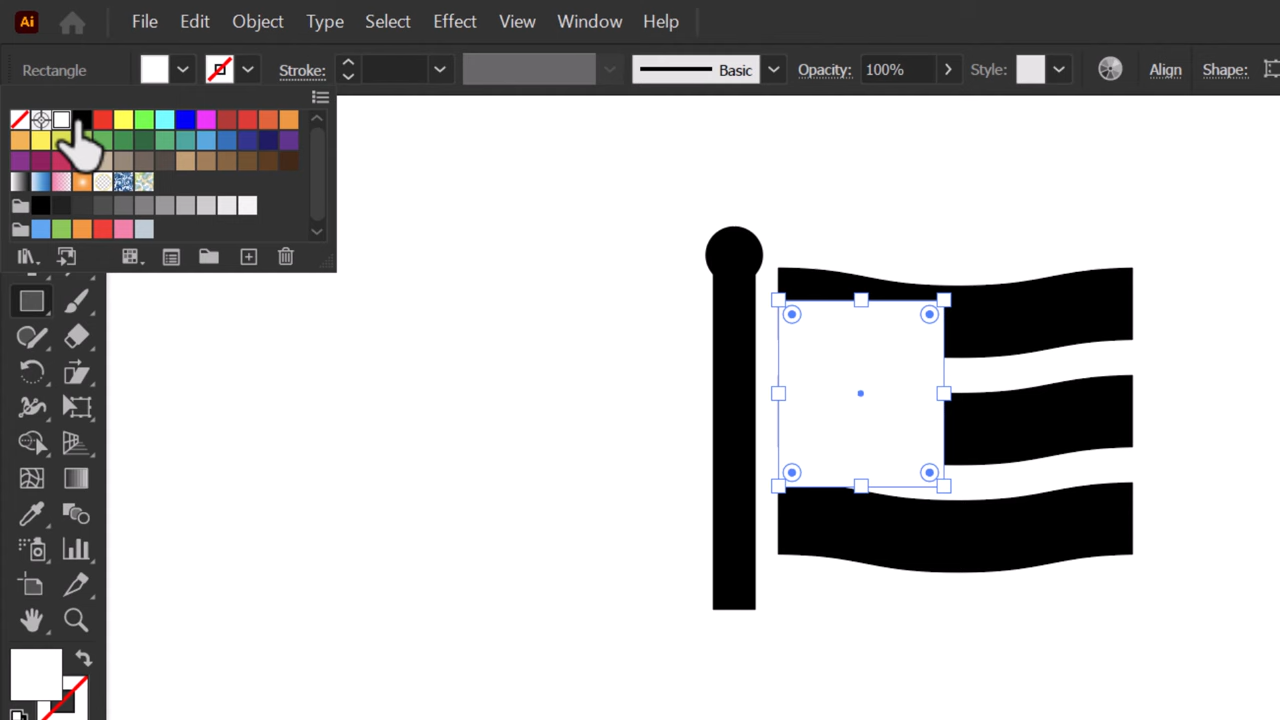 Ai File Edit Object Type Select Effect View Window Help
Rectangle Stroke: Basic Opacity: 100% Style: Align Shape: